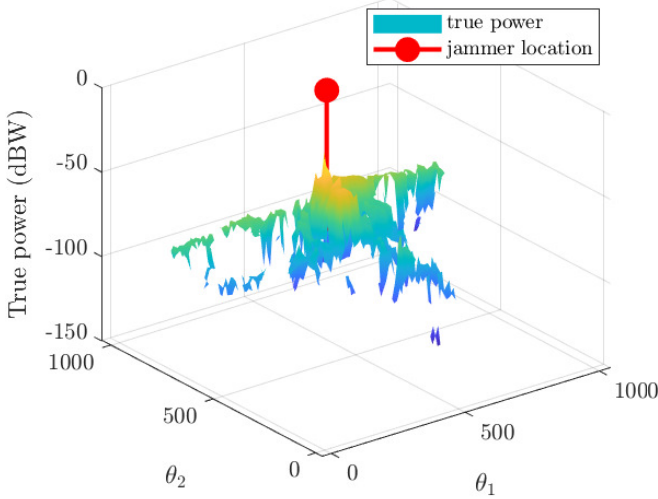 true power
jammer location
0
-50
-100
-150
True power (dBW)
1000
500
0
θ₂
0
500
1000
θ₁